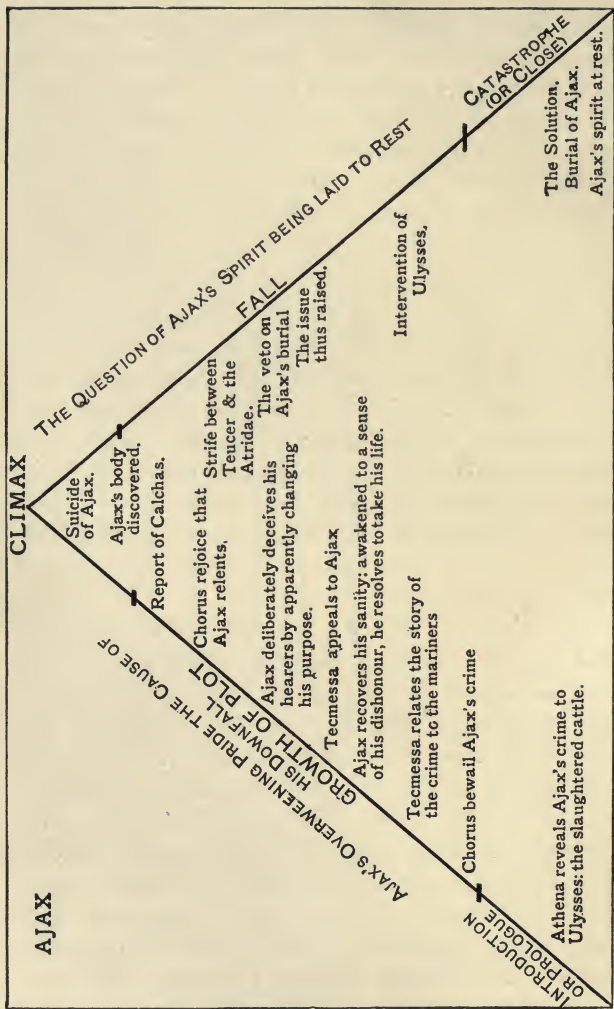 AJAX
CLIMAX
AJAX'S OVERWEENING PRIDE THE CAUSE OF
HIS DOWNFALL
GROWTH OF PLOT
INTRODUCTION
OR PROLOGUE
THE QUESTION OF AJAX'S SPIRIT BEING LAID TO REST
FALL
CATASTROPHE
(OR CLOSE)
Suicide
of Ajax.
Ajax's body
discovered.
Report of Calchas.
Chorus rejoice that
Ajax relents.
Strife between
Teucer & the
Atridae.
Ajax deliberately deceives his
hearers by apparently changing
his purpose.
The veto on
Ajax's burial
The issue
thus raised.
Tecmessa appeals to Ajax
Ajax recovers his sanity: awakened to a sense
of his dishonour, he resolves to take his life.
Intervention of
Ulysses.
Tecmessa relates the story of
the crime to the mariners
Chorus bewail Ajax's crime
Athena reveals Ajax's crime to
Ulysses: the slaughtered cattle.
The Solution.
Burial of Ajax.
Ajax's spirit at rest.